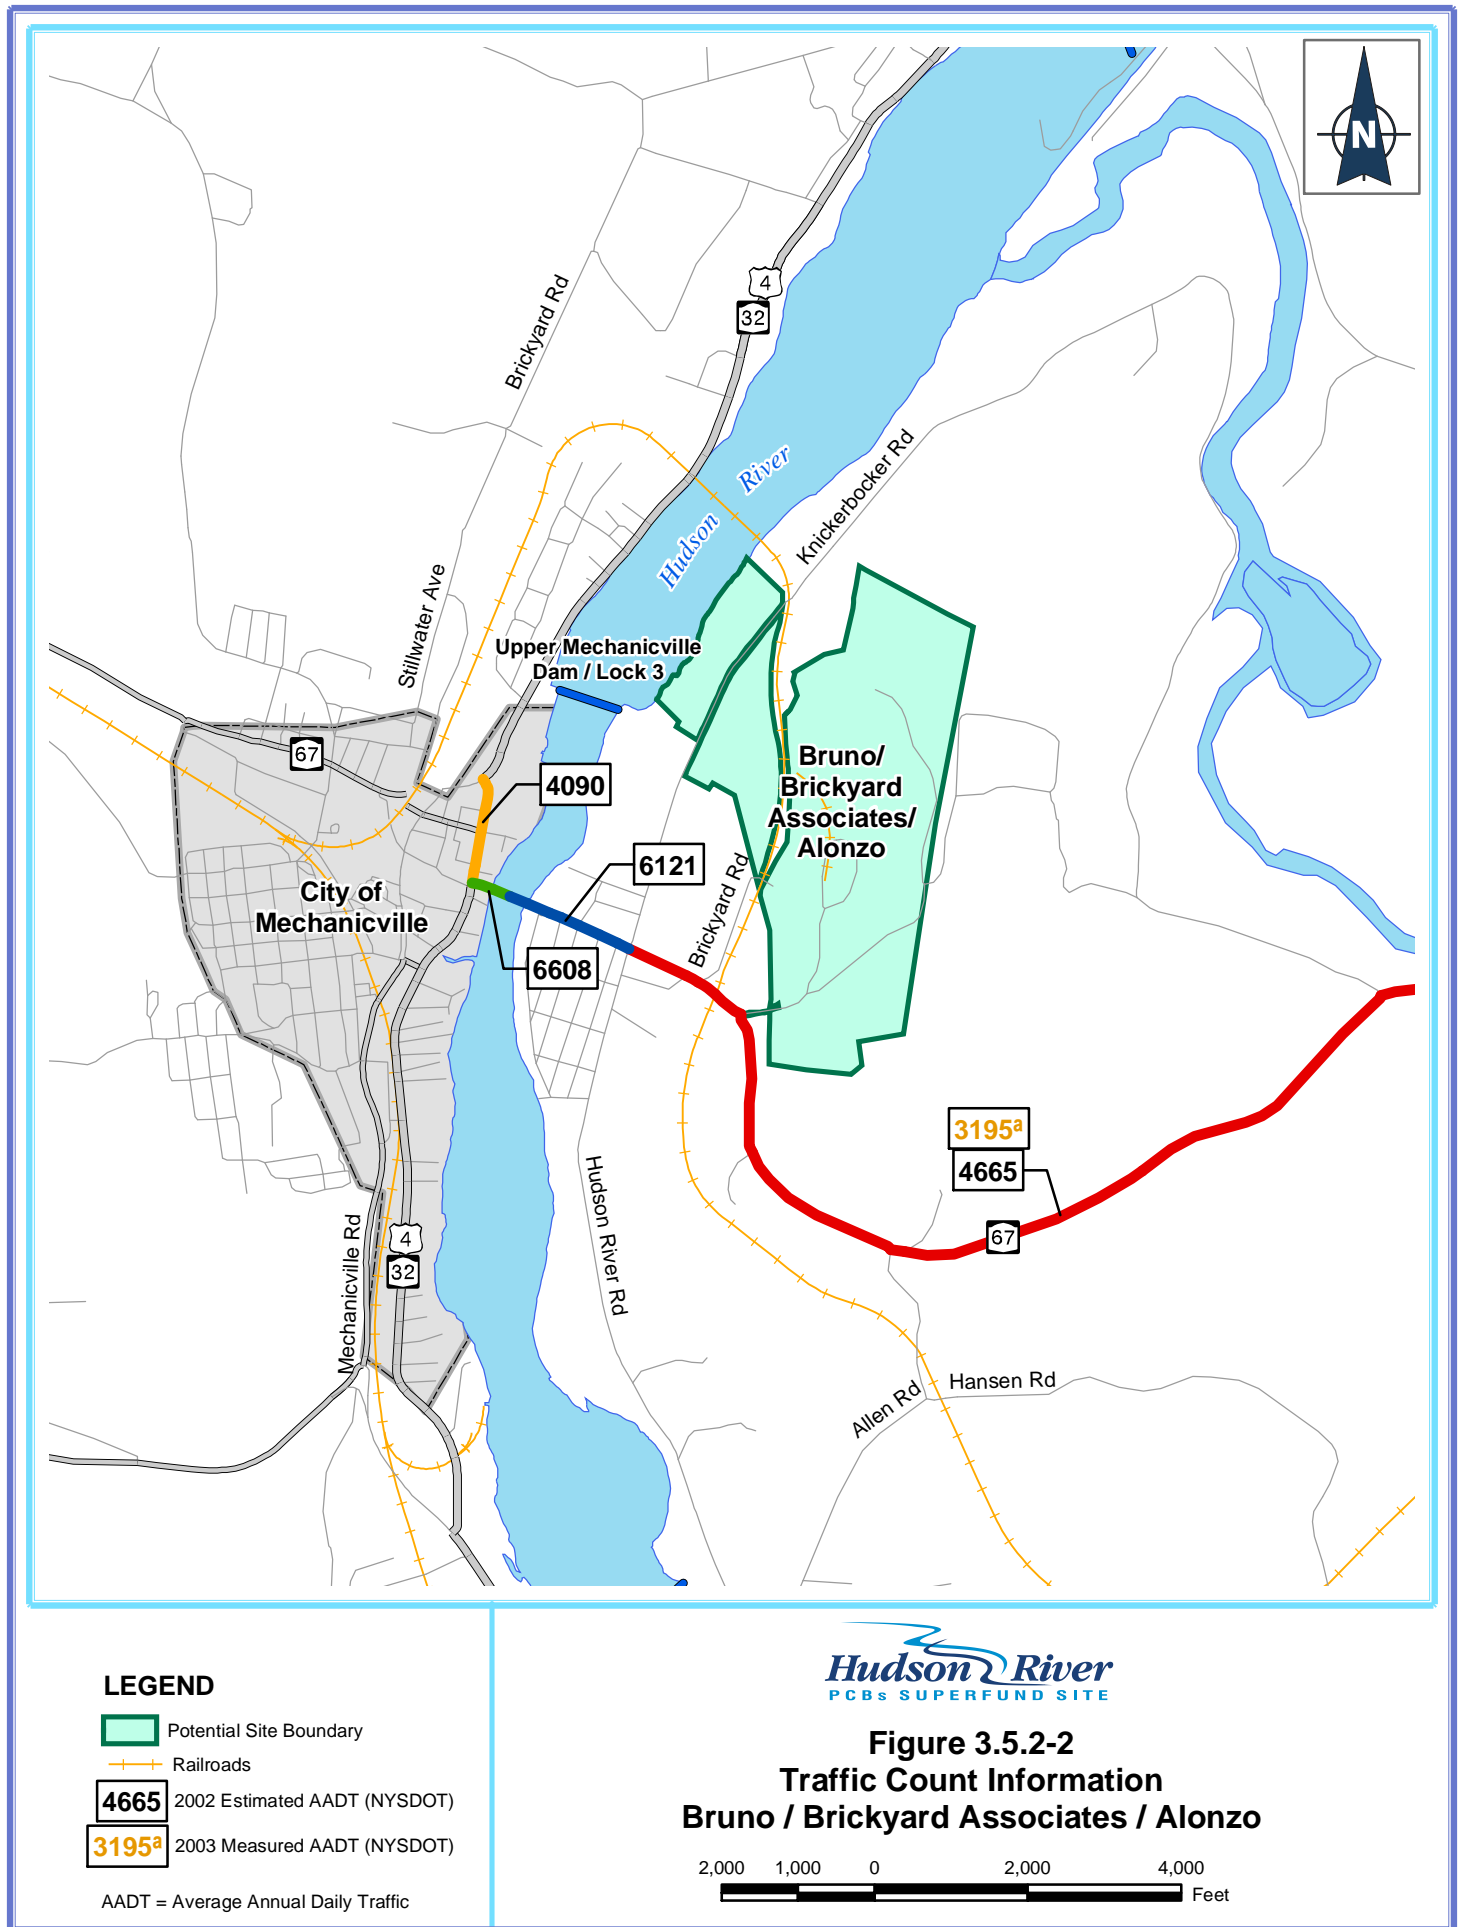 N
4
32
Brickyard Rd
Hudson River
Knickerbocker Rd
Stillwater Ave
Upper Mechanicville
Dam / Lock 3
67
4090
Bruno/
Brickyard
Associates/
Alonzo
6121
City of
Mechanicville
Brickyard Rd
6608
3195ª
4665
67
Hudson River Rd
Mechanicville Rd
4
32
Hansen Rd
Allen Rd
LEGEND
Potential Site Boundary
Railroads
4665 2002 Estimated AADT (NYSDOT)
3195ª 2003 Measured AADT (NYSDOT)
AADT = Average Annual Daily Traffic
Hudson River
PCBs SUPERFUND SITE
Figure 3.5.2-2
Traffic Count Information
Bruno / Brickyard Associates / Alonzo
2,000 1,000 0 2,000 4,000
Feet